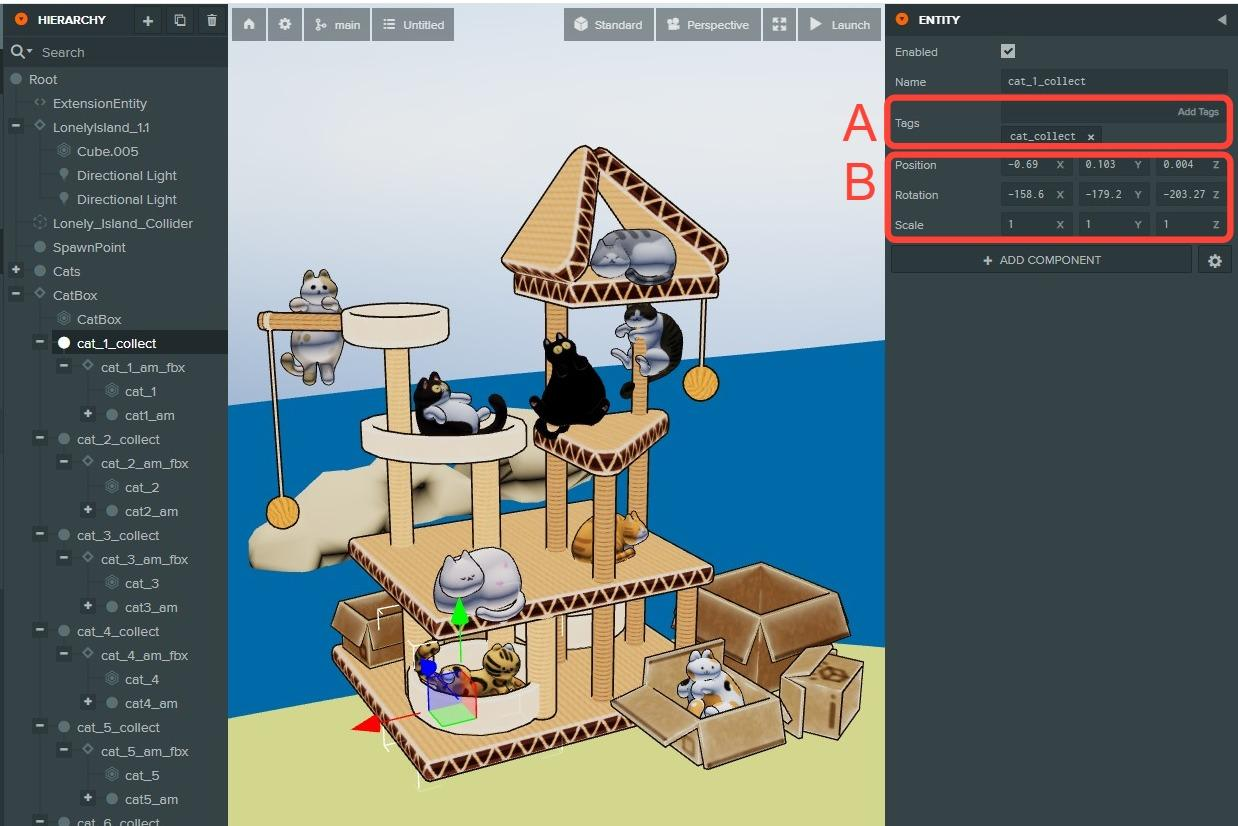 HIERARCHY
Search
Root
ExtensionEntity
LonelyIsland_1.1
Cube.005
Directional Light
Directional Light
Lonely_Island_Collider
SpawnPoint
Cats
CatBox
CatBox
cat_1_collect
cat_1_am_fbx
cat_1
cat1_am
cat_2_collect
cat_2_am_fbx
cat_2
cat2_am
cat_3_collect
cat_3_am_fbx
cat_3
cat3_am
cat_4_collect
cat_4_am_fbx
cat_4
cat4_am
cat_5_collect
cat_5_am_fbx
cat_5
cat5_am
cat_6_collect
main Untitled Standard Perspective Launch
ENTITY
Enabled
Name cat_1_collect
A
Tags Add Tags
cat_collect ×
B
Position -0.69 X 0.103 Y 0.004 Z
Rotation -158.6 X -179.2 Y -203.27 Z
Scale 1 X 1 Y 1 Z
+ ADD COMPONENT